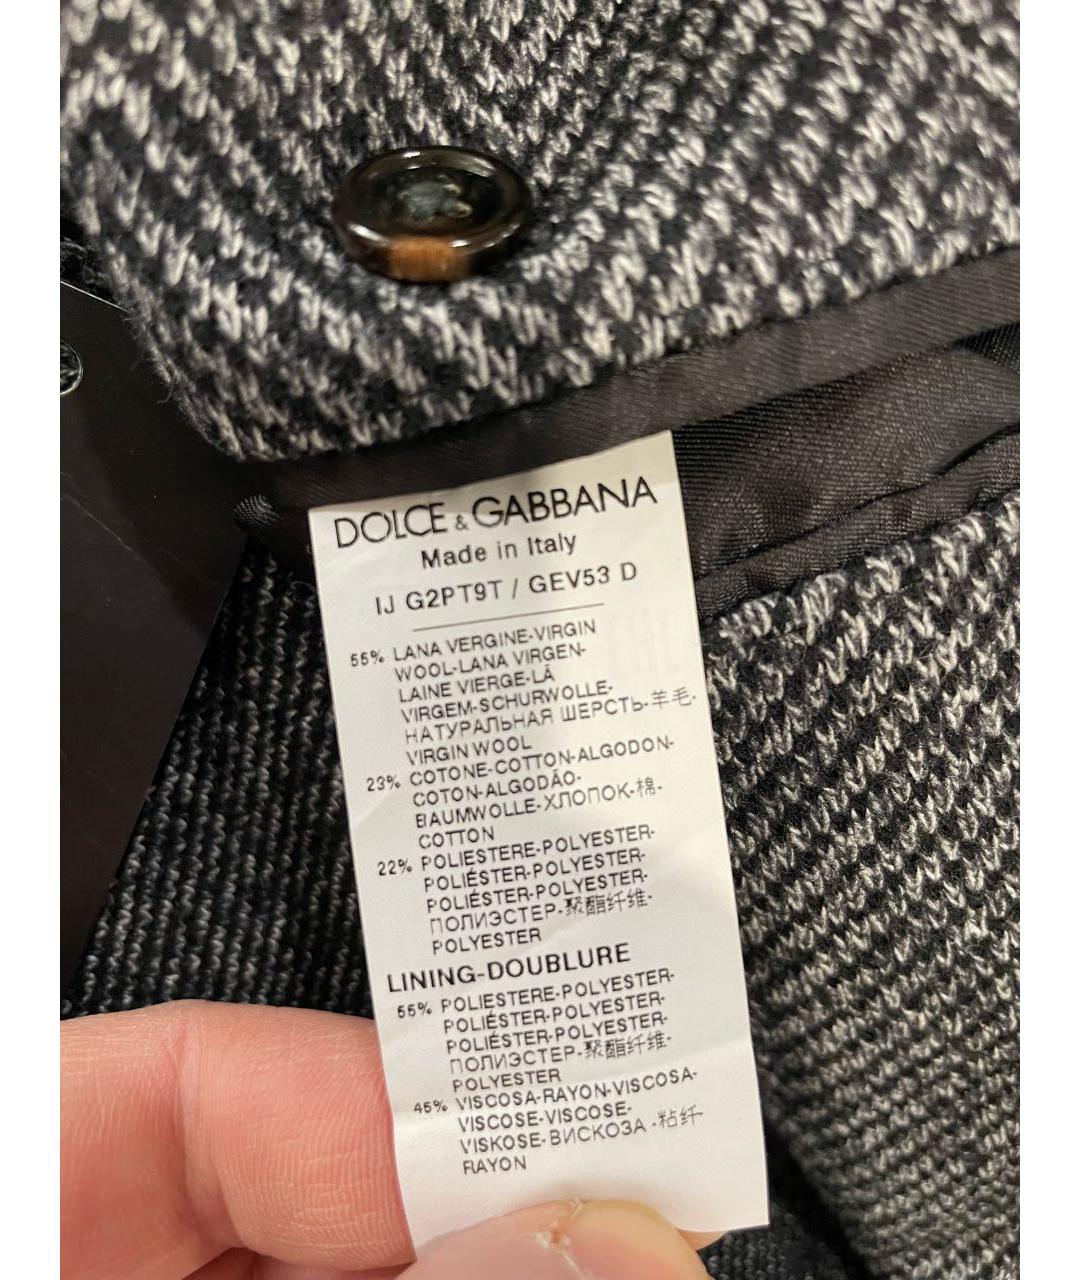 DOLCE & GABBANA
Made in Italy
IJ G2PT9T / GEV53 D
55% LANA VERGINE-VIRGIN
WOOL-LANA VIRGEN-
LAINE VIERGE-LÃ
VIRGEM-SCHURWOLLE-
НАТУРАЛЬНАЯ ШЕРСТЬ-羊毛-
VIRGIN WOOL
23% COTONE-COTTON-ALGODON-
COTON-ALGODÃO-
BAUMWOLLE-ХЛОПОК-棉-
COTTON
22% POLIESTERE-POLYESTER-
POLIÉSTER-POLYESTER-
POLIÉSTER-POLYESTER-
ПОЛИЭСТЕР-聚酯纤维-
POLYESTER
LINING-DOUBLURE
55% POLIESTERE-POLYESTER-
POLIÉSTER-POLYESTER-
POLIÉSTER-POLYESTER-
ПОЛИЭСТЕР-聚酯纤维-
POLYESTER
45% VISCOSA-RAYON-VISCOSA-
VISCOSE-VISCOSE-
VISKOSE-ВИСКОЗА-粘纤
RAYON